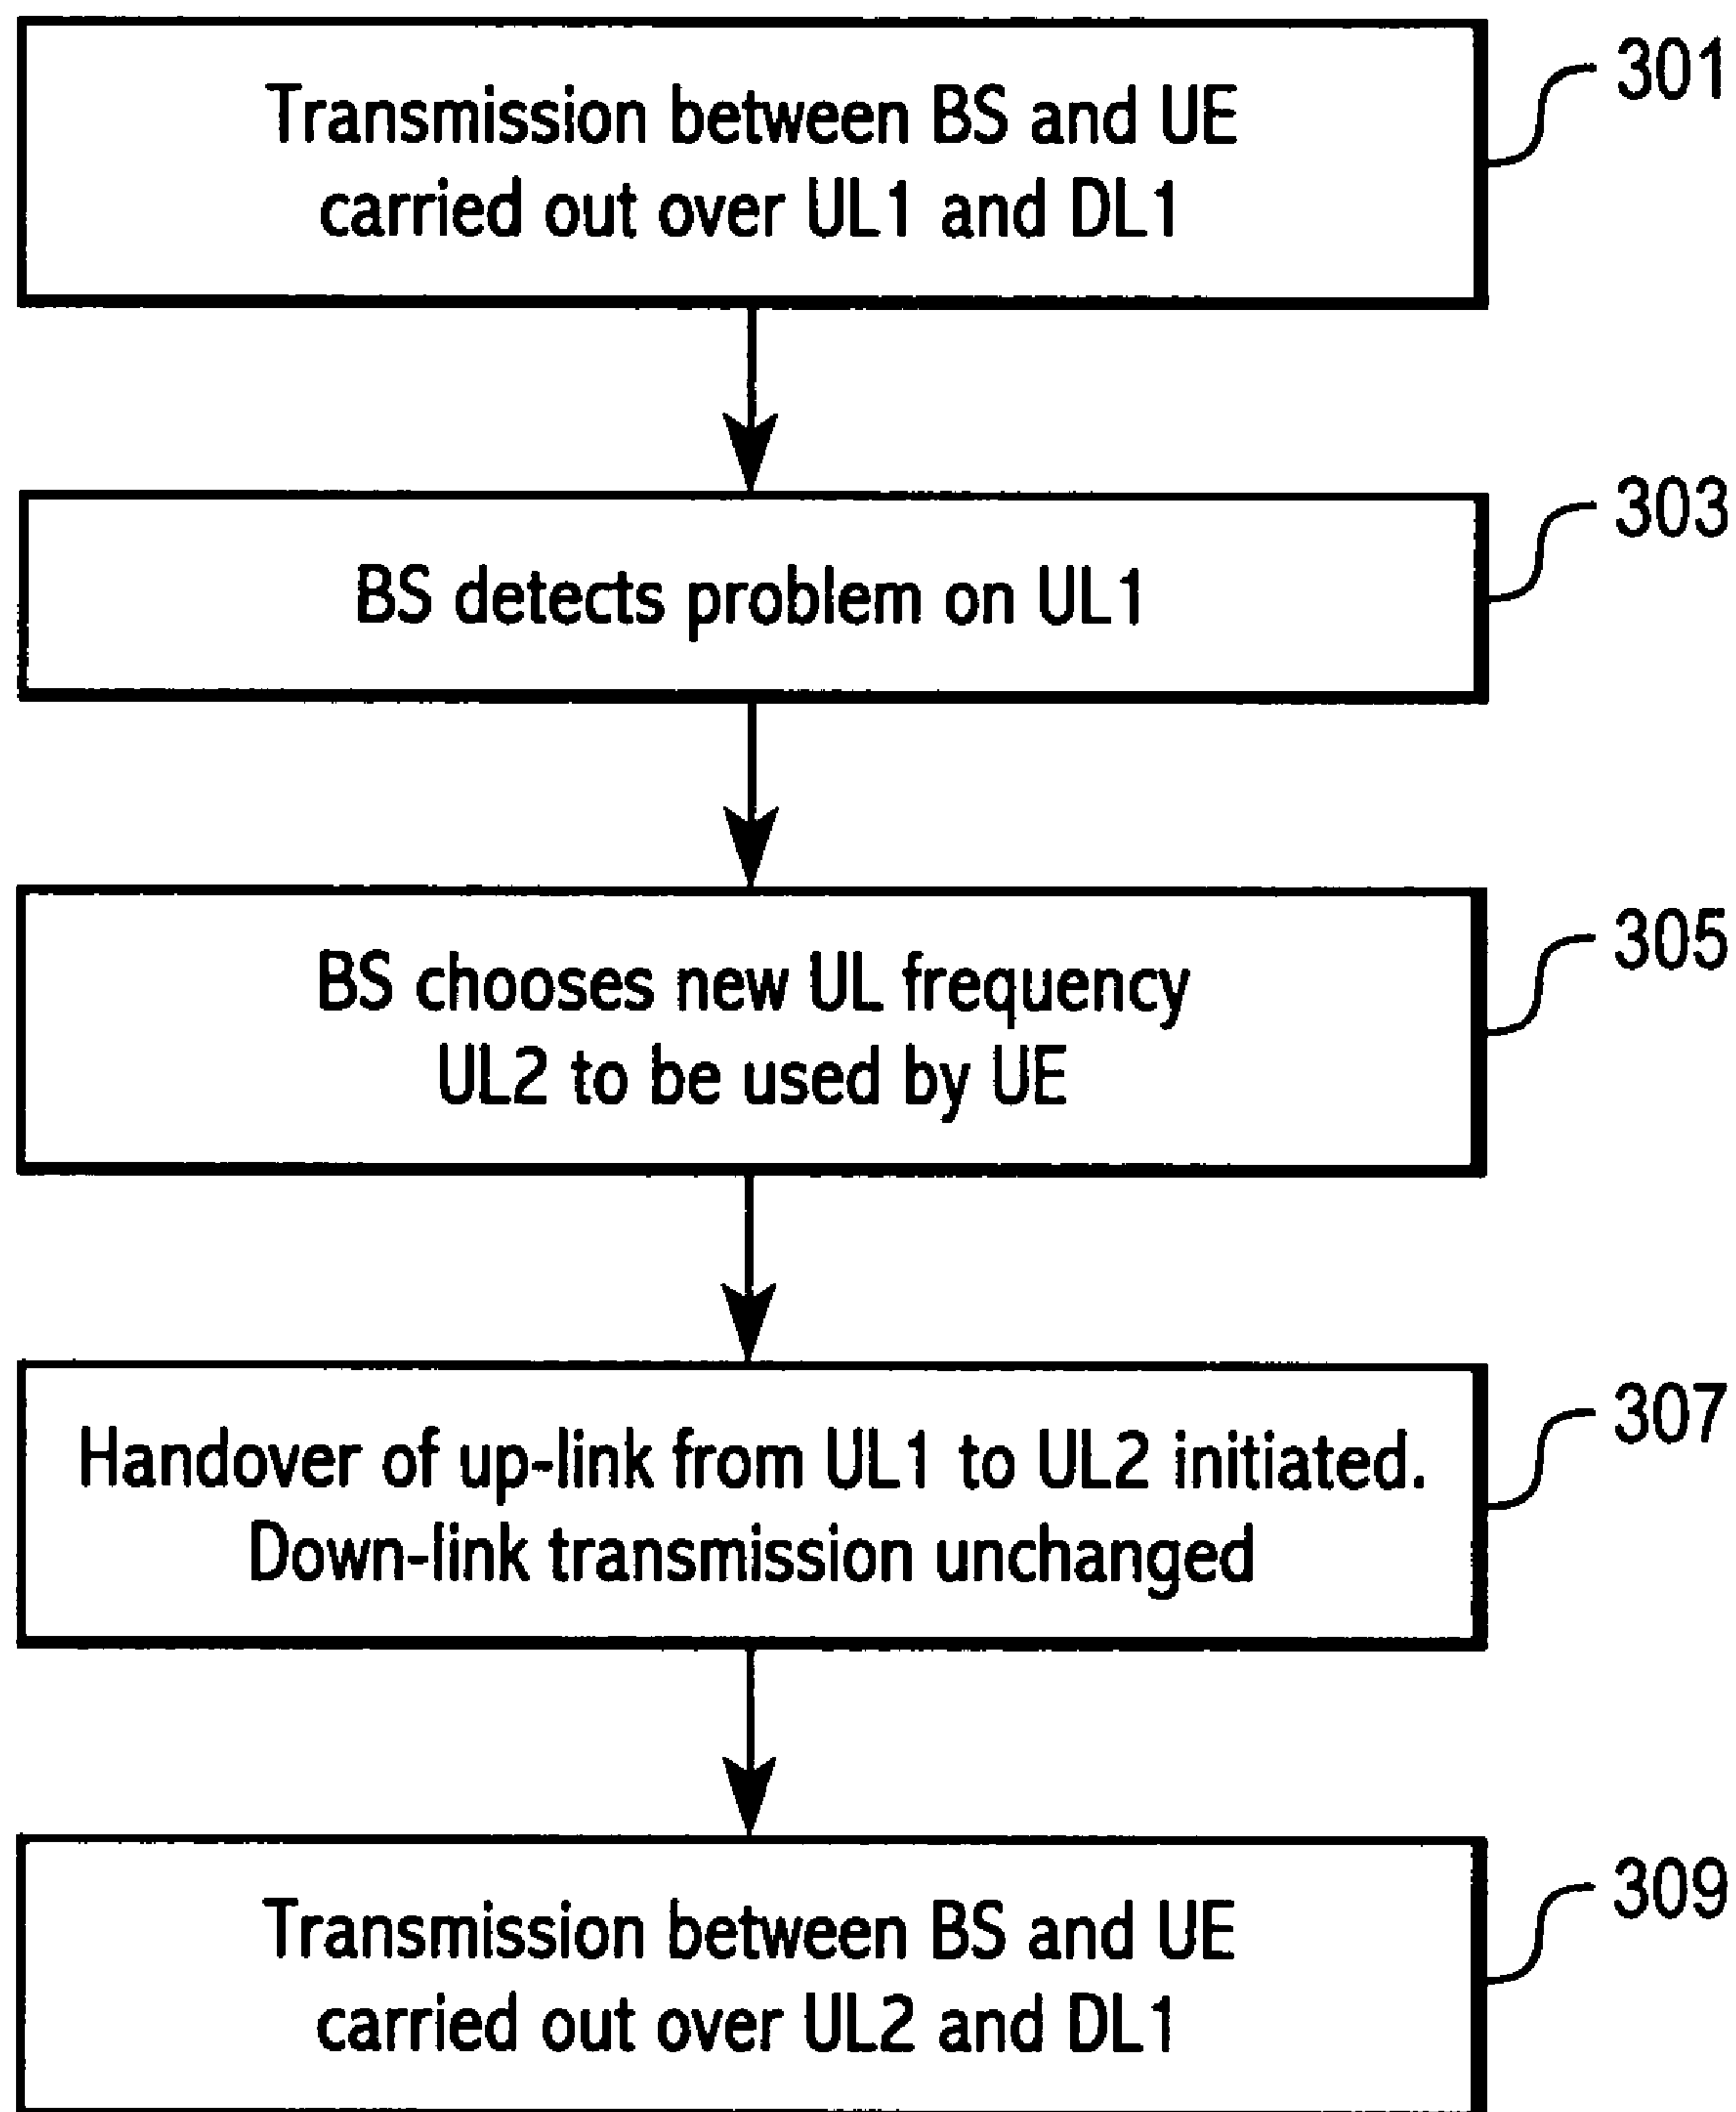 301
Transmission between BS and UE
carried out over UL1 and DL1
303
BS detects problem on UL1
305
BS chooses new UL frequency
UL2 to be used by UE
307
Handover of up-link from UL1 to UL2 initiated.
Down-link transmission unchanged
309
Transmission between BS and UE
carried out over UL2 and DL1